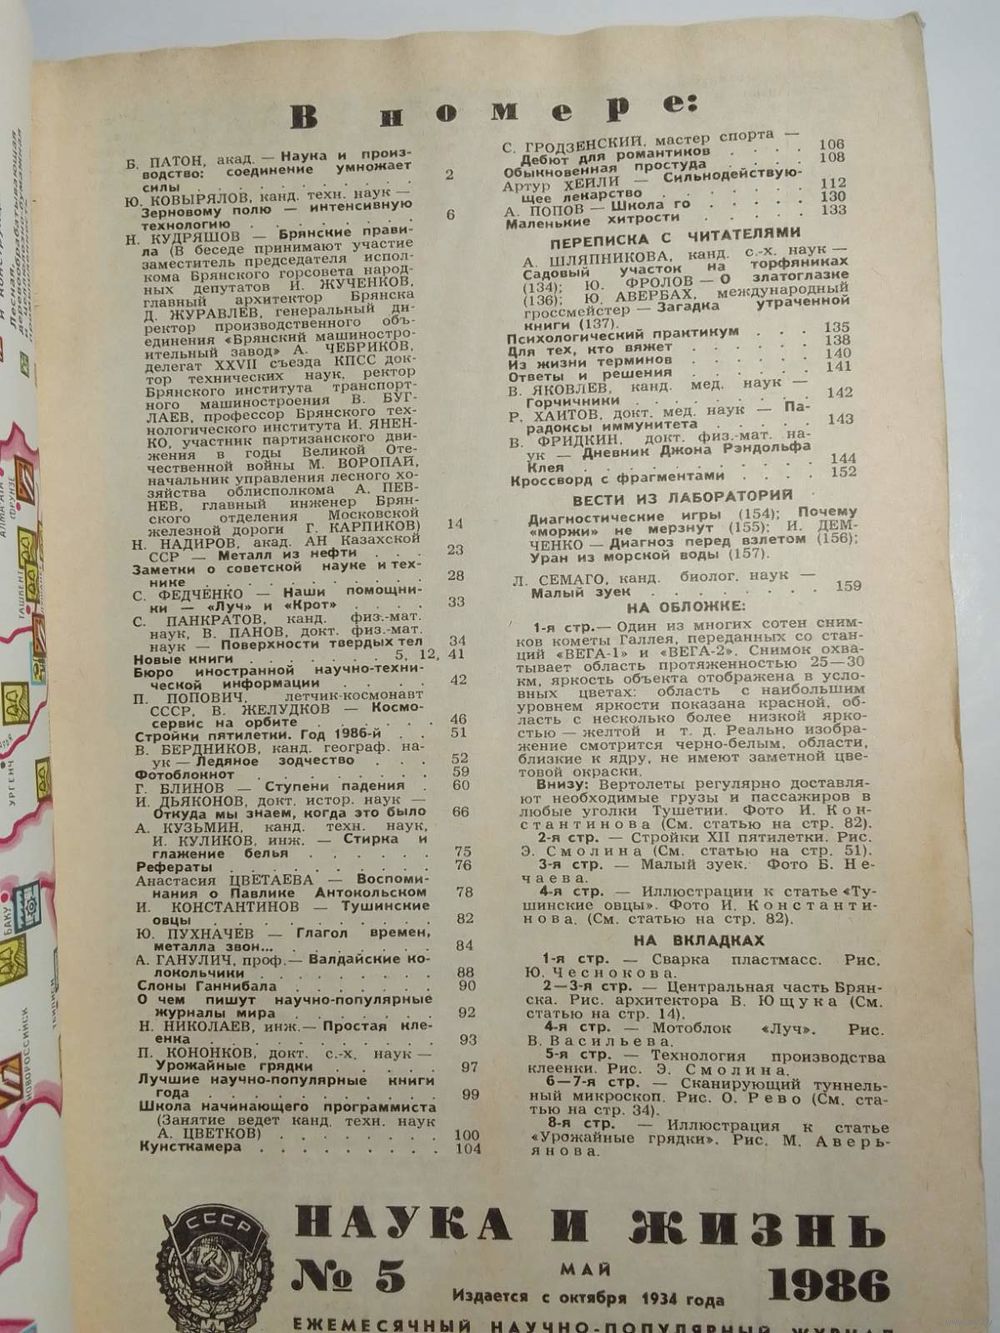 В номере:
Б. ПАТОН, акад. — Наука и произ-
водство: соединение умножает
силы . . . . . . . . . . 2
Ю. КОВЫРЯЛОВ, канд. техн. наук —
Зерновому полю — интенсивную
технологию . . . . . . . . 6
Н. КУДРЯШОВ — Брянские прави-
ла (В беседе принимают участие
заместитель председателя испол-
кома Брянского горсовета народ-
ных депутатов И. ЖУЧЕНКОВ,
главный архитектор Брянска
Д. ЖУРАВЛЕВ, генеральный ди-
ректор производственного объ-
единения «Брянский машинострo-
ительный завод» А. ЧЕБРИКОВ,
делегат XXVII съезда КПСС док-
тор технических наук, ректор
Брянского института транспорт-
ного машиностроения В. БУГ-
ЛАЕВ, профессор Брянского тех-
нологического института И. ЯНЕН-
КО, участник партизанского дви-
жения в годы Великой Оте-
чественной войны М. ВОРОПАЙ,
начальник управления лесного хо-
зяйства облисполкома А. ПЕВ-
НЕВ, главный инженер Брян-
ского отделения Московской
железной дороги Г. КАРПИКОВ) 14
Н. НАДИРОВ, акад. АН Казахской
ССР — Металл из нефти . . . 23
Заметки о советской науке и тех-
нике . . . . . . . . . . 28
С. ФЕДЧЕНКО — Наши помощни-
ки — «Луч» и «Крот» . . . . 33
С. ПАНКРАТОВ, канд. физ.-мат.
наук, В. ПАНОВ, докт. физ.-мат.
наук — Поверхности твердых тел 34
Новые книги . . . . . . . 5, 12, 41
Бюро иностранной научно-техни-
ческой информации . . . . . 42
П. ПОПОВИЧ, летчик-космонавт
СССР, В. ЖЕЛУДКОВ — Космо-
сервис на орбите . . . . . . 46
Стройки пятилетки. Год 1986-й . . 51
В. БЕРДНИКОВ, канд. географ. на-
ук — Ледяное зодчество . . . 52
Фотоблокнот . . . . . . . . 59
Г. БЛИНОВ — Ступени падения . 60
И. ДЬЯКОНОВ, докт. истор. наук —
Откуда мы знаем, когда это было 66
А. КУЗЬМИН, канд. техн. наук,
И. КУЛИКОВ, инж. — Стирка и
глажение белья . . . . . . 75
Рефераты . . . . . . . . . 76
Анастасия ЦВЕТАЕВА — Воспоми-
нания о Павлике Антокольском 78
И. КОНСТАНТИНОВ — Тушинские
овцы . . . . . . . . . . 82
Ю. ПУХНАЧЕВ — Глагол времен,
металла звон... . . . . . . . 84
А. ГАНУЛИЧ, проф.— Валдайские ко-
локольчики . . . . . . . . 88
Слоны Ганнибала . . . . . . 90
О чем пишут научно-популярные
журналы мира . . . . . . . 92
Н. НИКОЛАЕВ, инж.— Простая кле-
енка . . . . . . . . . . 93
П. КОНОНКОВ, докт. с.-х. наук —
Урожайные грядки . . . . . 97
Лучшие научно-популярные книги
года . . . . . . . . . . 99
Школа начинающего программиста
(Занятие ведет канд. техн. наук
А. ЦВЕТКОВ) . . . . . . . 100
Кунсткамера . . . . . . . . 104
С. ГРОДЗЕНСКИЙ, мастер спорта —
Дебют для романтиков . . . . 106
Обыкновенная простуда . . . . 108
Артур ХЕЙЛИ — Сильнодействую-
щее лекарство . . . . . . 112
А. ПОПОВ — Школа го . . . . . 130
Маленькие хитрости . . . . . 133
ПЕРЕПИСКА С ЧИТАТЕЛЯМИ
А. ШЛЯПНИКОВА, канд. с.-х. наук —
Садовый участок на торфяниках
(134); Ю. ФРОЛОВ — О златоглазке
(136); Ю. АВЕРБАХ, международный
гроссмейстер — Загадка утраченной
книги (137).
Психологический практикум . . . 135
Для тех, кто вяжет . . . . . . 138
Из жизни терминов . . . . . 140
Ответы и решения . . . . . . 141
В. ЯКОВЛЕВ, канд. мед. наук —
Горчичники . . . . . . . . 142
Р. ХАИТОВ, докт. мед. наук — Па-
радоксы иммунитета . . . . . 143
В. ФРИДКИН, докт. физ.-мат. на-
ук — Дневник Джона Рэндольфа
Клея . . . . . . . . . . 144
Кроссворд с фрагментами . . . . 152
ВЕСТИ ИЗ ЛАБОРАТОРИЙ
Диагностические игры (154); Почему
«моржи» не мерзнут (155); И. ДЕМ-
ЧЕНКО — Диагноз перед взлетом (156);
Уран из морской воды (157).
Л. СЕМАГО, канд. биолог. наук —
Малый зуек . . . . . . . . 159
НА ОБЛОЖКЕ:
1-я стр.— Один из многих сотен сним-
ков кометы Галлея, переданных со стан-
ций «ВЕГА-1» и «ВЕГА-2». Снимок охва-
тывает область протяженностью 25—30
км, яркость объекта отображена в усло-
вных цветах: область с наибольшим
уровнем яркости показана красной, об-
ласть с несколько более низкой ярко-
стью — желтой и т. д. Реально изобра-
жение смотрится черно-белым, области,
близкие к ядру, не имеют заметной цве-
товой окраски.
Внизу: Вертолеты регулярно доставля-
ют необходимые грузы и пассажиров в
любые уголки Тушетии. Фото И. Кон-
стантинова (См. статью на стр. 82).
2-я стр. — Стройки XII пятилетки. Рис.
Э. Смолина (См. статью на стр. 51).
3-я стр. — Малый зуек. Фото Б. Не-
чаева.
4-я стр. — Иллюстрации к статье «Ту-
шинские овцы». Фото И. Константи-
нова. (См. статью на стр. 82).
НА ВКЛАДКАХ
1-я стр. — Сварка пластмасс. Рис.
Ю. Чеснокова.
2—3-я стр. — Центральная часть Брян-
ска. Рис. архитектора В. Ющука (См.
статью на стр. 14).
4-я стр. — Мотоблок «Луч». Рис.
В. Васильева.
5-я стр. — Технология производства
клеенки. Рис. Э. Смолина.
6—7-я стр. — Сканирующий туннель-
ный микроскоп. Рис. О. Рево (См. ста-
тью на стр. 34).
8-я стр. — Иллюстрация к статье
«Урожайные грядки». Рис. М. Аверь-
янова.
СССР
НАУКА И ЖИЗНЬ
№ 5 МАЙ 1986
Издается с октября 1934 года
ЕЖЕМЕСЯЧНЫЙ НАУЧНО-ПОПУЛЯРНЫЙ ЖУРНАЛ
АЛМА-АТА
ФРУНЗЕ
ТАШКЕНТ
УРГЕНЧ
БАКУ
НОВОРОССИЙСК